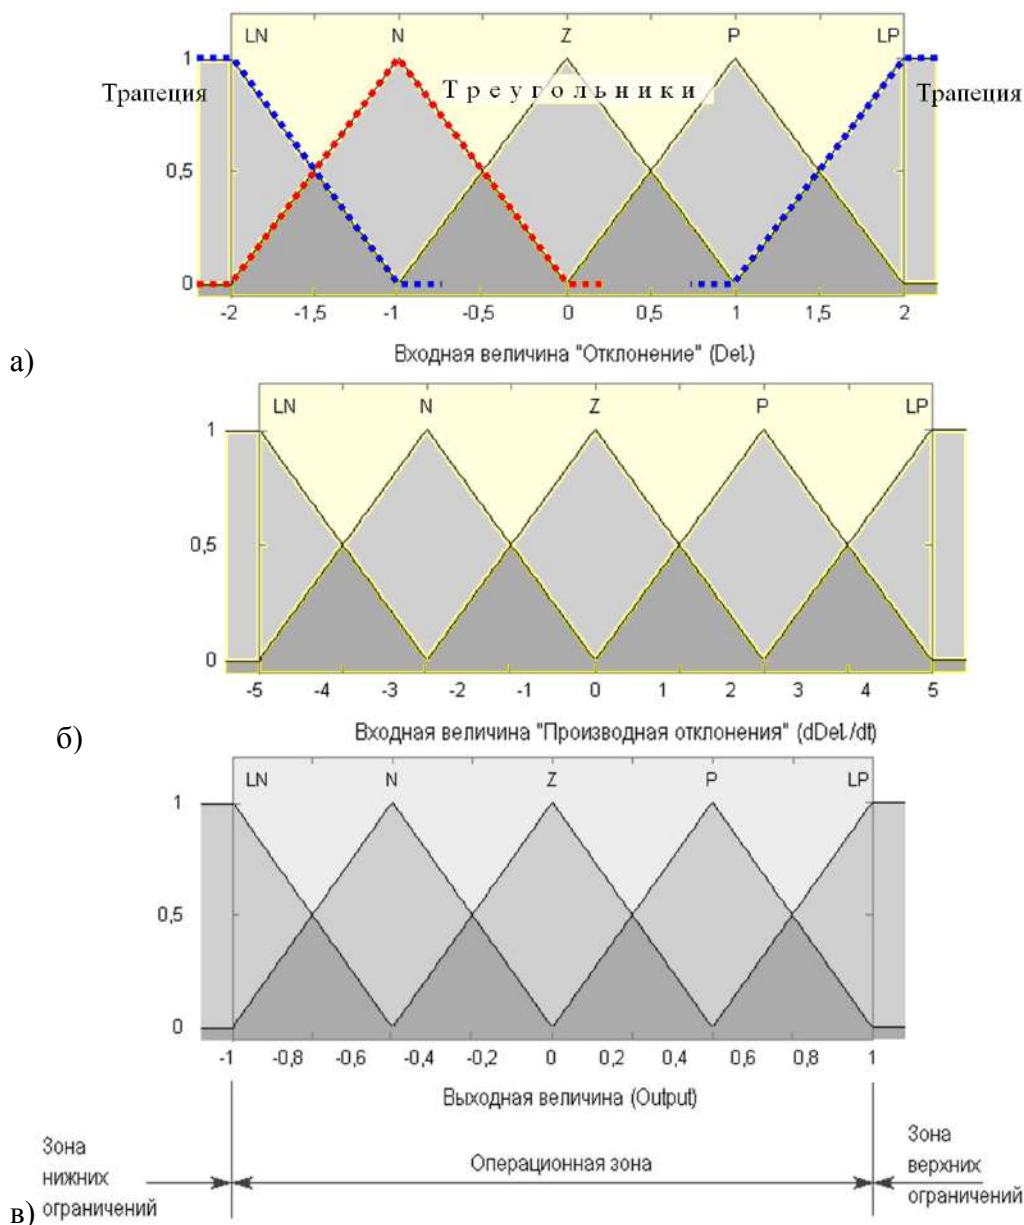 LN N Z P LP
1
Трапеция Треугольники Трапеция
0,5
0
-2 -1,5 -1 -0,5 0 0,5 1 1,5 2
Входная величина "Отклонение" (Del.)
а)
LN N Z P LP
1
0,5
0
-5 -4 -3 -2 -1 0 1 2 3 4 5
Входная величина "Производная отклонения" (dDel./dt)
б)
LN N Z P LP
1
0,5
0
-1 -0,8 -0,6 -0,4 -0,2 0 0,2 0,4 0,6 0,8 1
Выходная величина (Output)
Зона
нижних
ограничений
Операционная зона
Зона
верхних
ограничений
в)